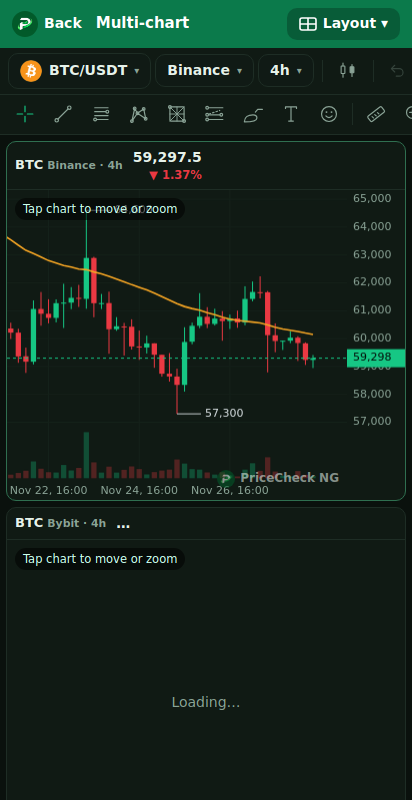 Back Multi-chart Layout ▾
BTC/USDT ▾ Binance ▾ 4h ▾
BTC Binance · 4h 59,297.5
▼ 1.37%
Tap chart to move or zoom
65,000
64,000
63,000
62,000
61,000
60,000
59,298
58,000
57,300
57,000
PriceCheck NG
Nov 22, 16:00 Nov 24, 16:00 Nov 26, 16:00
BTC Bybit · 4h ...
Tap chart to move or zoom
Loading...